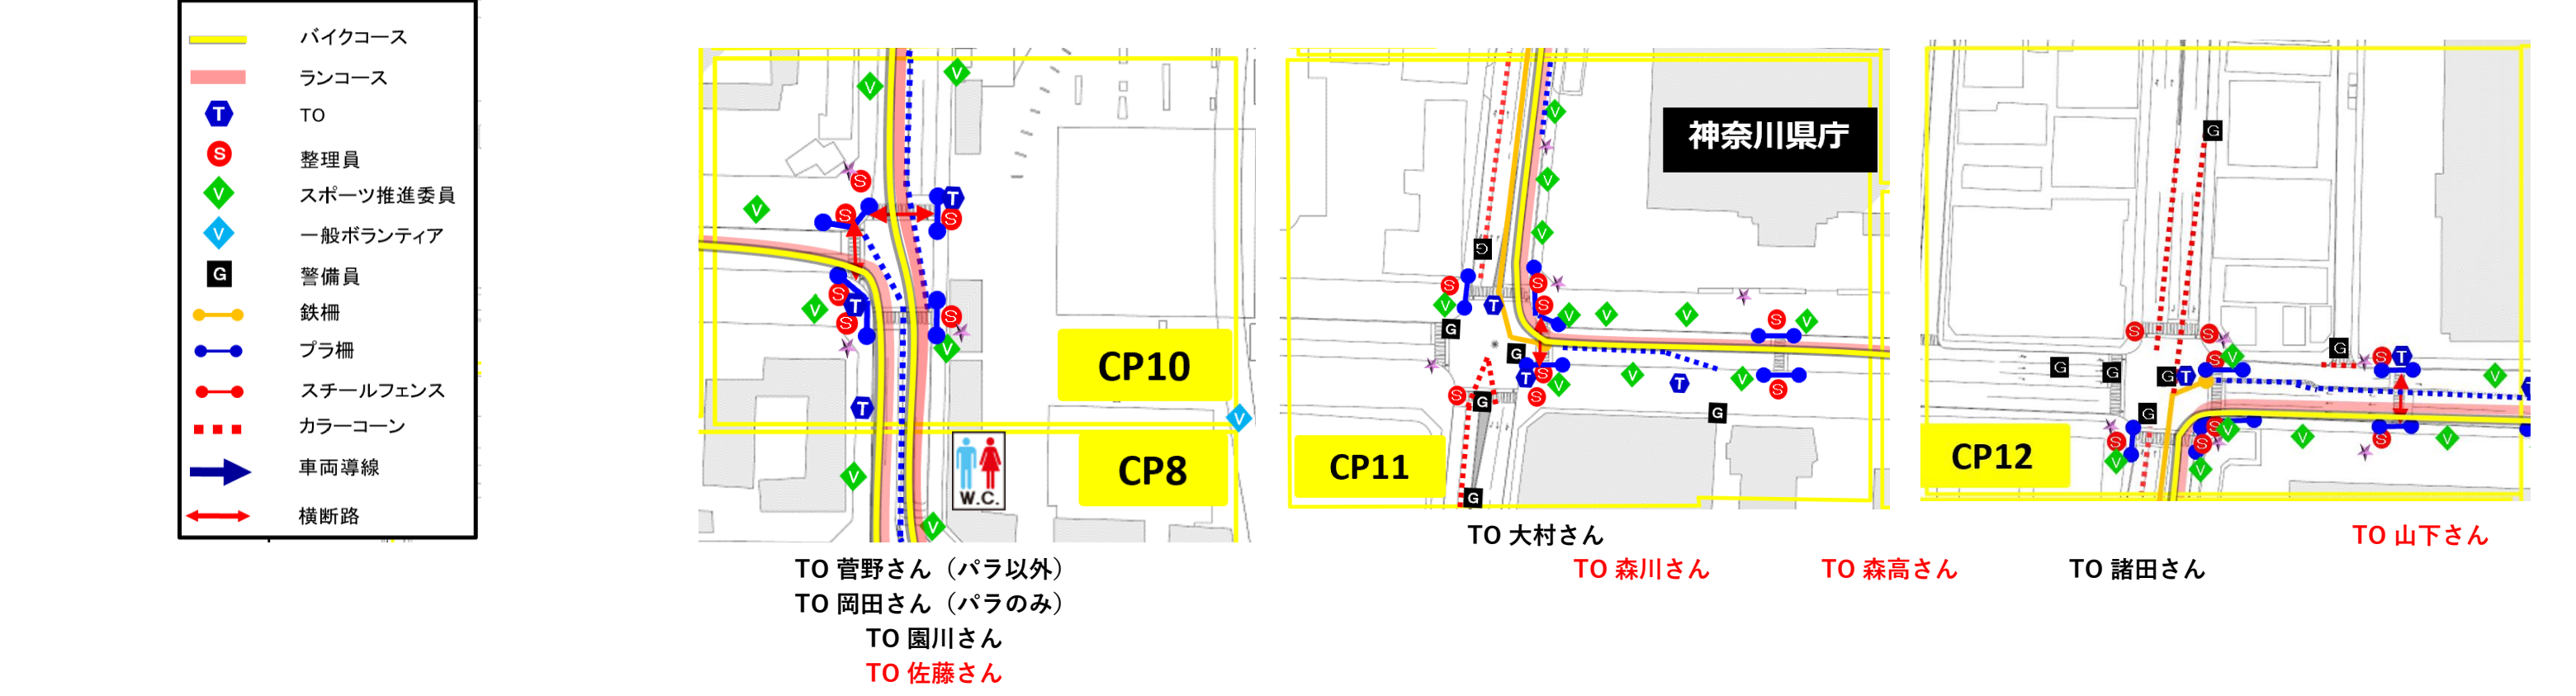 バイクコース
ランコース
T TO
S 整理員
V スポーツ推進委員
V 一般ボランティア
G 警備員
鉄柵
プラ柵
スチールフェンス
カラーコーン
車両導線
横断路
CP10
CP8
W.C.
神奈川県庁
CP11
CP12
TO 菅野さん（パラ以外）
TO 岡田さん（パラのみ）
TO 園川さん
TO 佐藤さん
TO 大村さん
TO 森川さん
TO 森高さん
TO 諸田さん
TO 山下さん